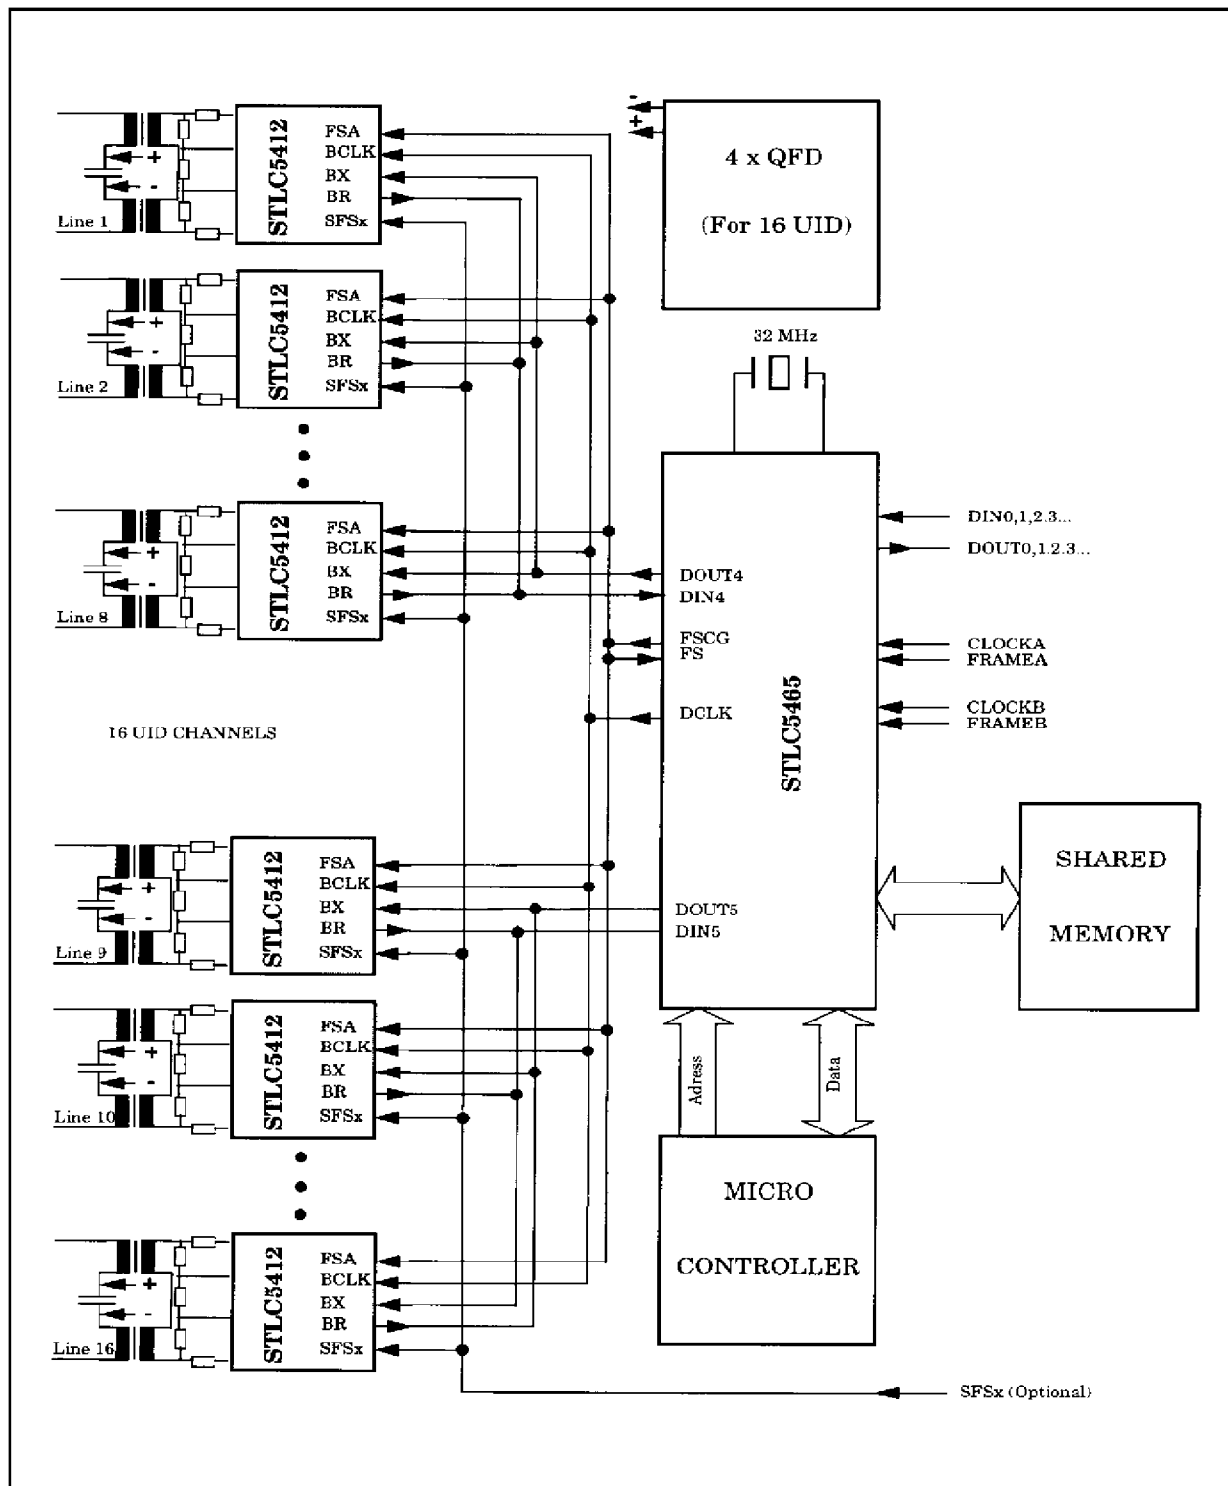 STLC5412
FSA
BCLK
BX
BR
SFSx
Line 1
-
+
4 x QFD
(For 16 UID)
+
-
STLC5412
FSA
BCLK
BX
BR
SFSx
Line 2
+
-
32 MHz
STLC5412
FSA
BCLK
BX
BR
SFSx
Line 8
+
-
DOUT4
DIN4
FSCG
FS
DCLK
STLC5465
DIN0,1,2.3...
DOUT0,1.2.3...
CLOCKA
FRAMEA
CLOCKB
FRAMEB
16 UID CHANNELS
STLC5412
FSA
BCLK
BX
BR
SFSx
Line 9
+
-
DOUT5
DIN5
SHARED
MEMORY
STLC5412
FSA
BCLK
BX
BR
SFSx
Line 10
+
-
Adress
Data
MICRO
CONTROLLER
STLC5412
FSA
BCLK
BX
BR
SFSx
Line 16
+
-
SFSx (Optional)